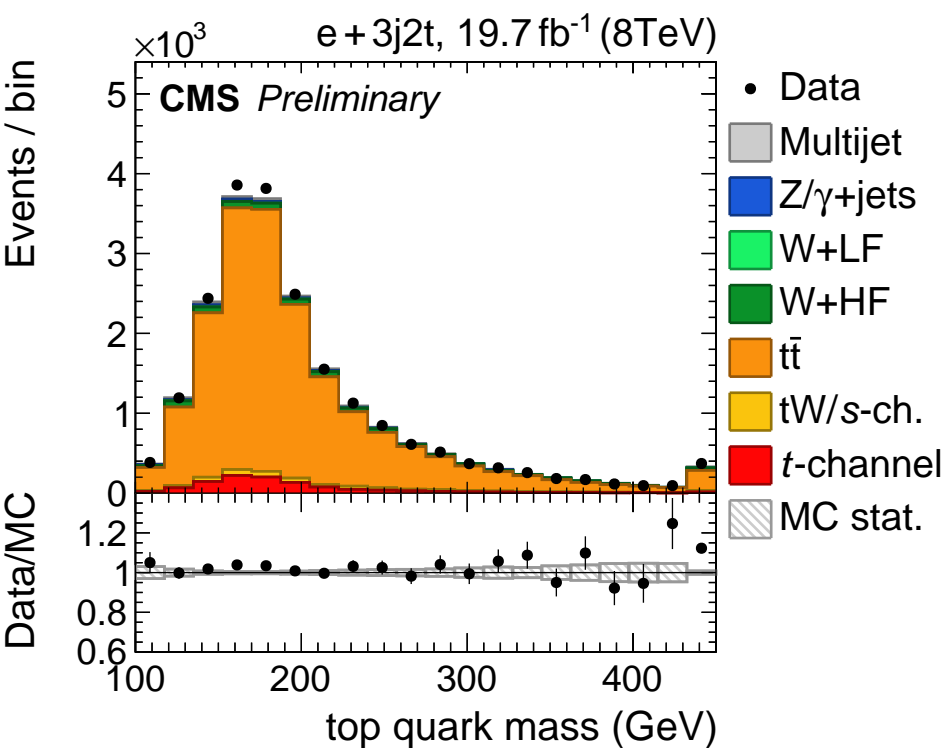 ×10³ e + 3j2t, 19.7 fb⁻¹ (8TeV)
CMS Preliminary
Events / bin
5
4
3
2
1
0
Data
Multijet
Z/γ+jets
W+LF
W+HF
tt̄
tW/s-ch.
t-channel
MC stat.
Data/MC
1.2
1
0.8
0.6
100 200 300 400
top quark mass (GeV)